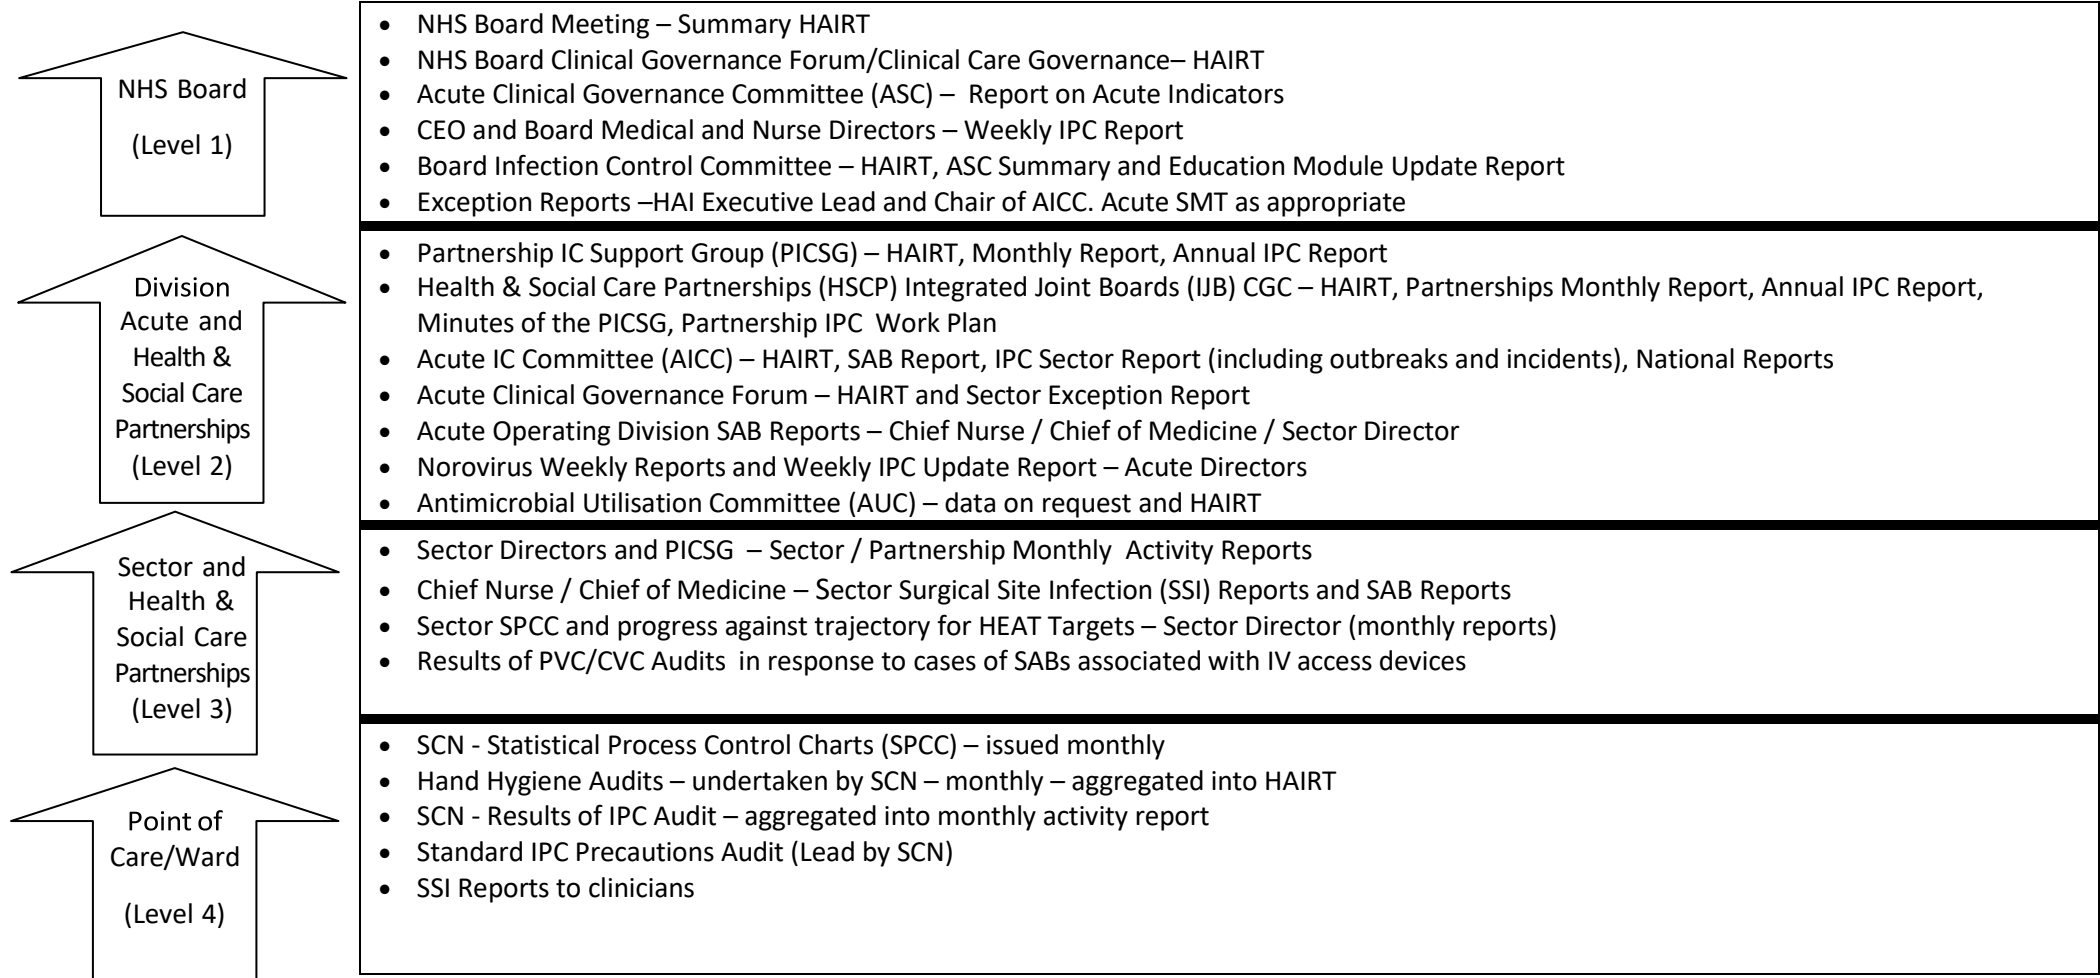 NHS Board
(Level 1)
• NHS Board Meeting – Summary HAIRT
• NHS Board Clinical Governance Forum/Clinical Care Governance– HAIRT
• Acute Clinical Governance Committee (ASC) – Report on Acute Indicators
• CEO and Board Medical and Nurse Directors – Weekly IPC Report
• Board Infection Control Committee – HAIRT, ASC Summary and Education Module Update Report
• Exception Reports –HAI Executive Lead and Chair of AICC. Acute SMT as appropriate
Division
Acute and
Health &
Social Care
Partnerships
(Level 2)
• Partnership IC Support Group (PICSG) – HAIRT, Monthly Report, Annual IPC Report
• Health & Social Care Partnerships (HSCP) Integrated Joint Boards (IJB) CGC – HAIRT, Partnerships Monthly Report, Annual IPC Report,
Minutes of the PICSG, Partnership IPC Work Plan
• Acute IC Committee (AICC) – HAIRT, SAB Report, IPC Sector Report (including outbreaks and incidents), National Reports
• Acute Clinical Governance Forum – HAIRT and Sector Exception Report
• Acute Operating Division SAB Reports – Chief Nurse / Chief of Medicine / Sector Director
• Norovirus Weekly Reports and Weekly IPC Update Report – Acute Directors
• Antimicrobial Utilisation Committee (AUC) – data on request and HAIRT
Sector and
Health &
Social Care
Partnerships
(Level 3)
• Sector Directors and PICSG – Sector / Partnership Monthly Activity Reports
• Chief Nurse / Chief of Medicine – Sector Surgical Site Infection (SSI) Reports and SAB Reports
• Sector SPCC and progress against trajectory for HEAT Targets – Sector Director (monthly reports)
• Results of PVC/CVC Audits in response to cases of SABs associated with IV access devices
Point of
Care/Ward
(Level 4)
• SCN - Statistical Process Control Charts (SPCC) – issued monthly
• Hand Hygiene Audits – undertaken by SCN – monthly – aggregated into HAIRT
• SCN - Results of IPC Audit – aggregated into monthly activity report
• Standard IPC Precautions Audit (Lead by SCN)
• SSI Reports to clinicians